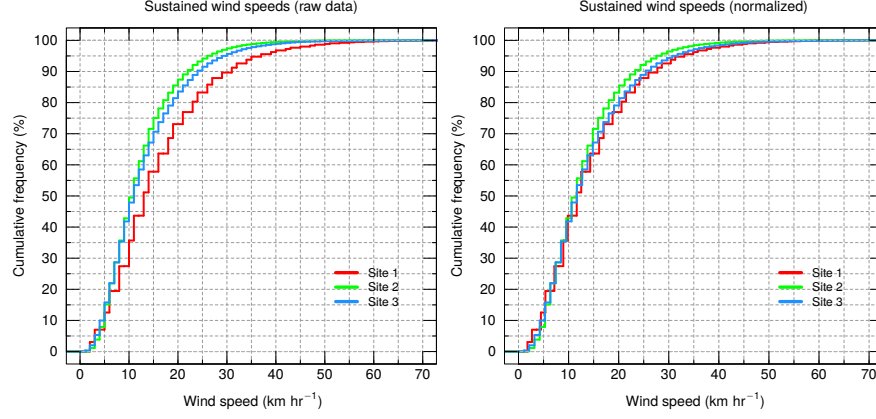 Sustained wind speeds (raw data)
Cumulative frequency (%)
100
90
80
70
60
50
40
30
20
10
0
Site 1
Site 2
Site 3
0 10 20 30 40 50 60 70
Wind speed (km hr⁻¹)
Sustained wind speeds (normalized)
Cumulative frequency (%)
100
90
80
70
60
50
40
30
20
10
0
Site 1
Site 2
Site 3
0 10 20 30 40 50 60 70
Wind speed (km hr⁻¹)